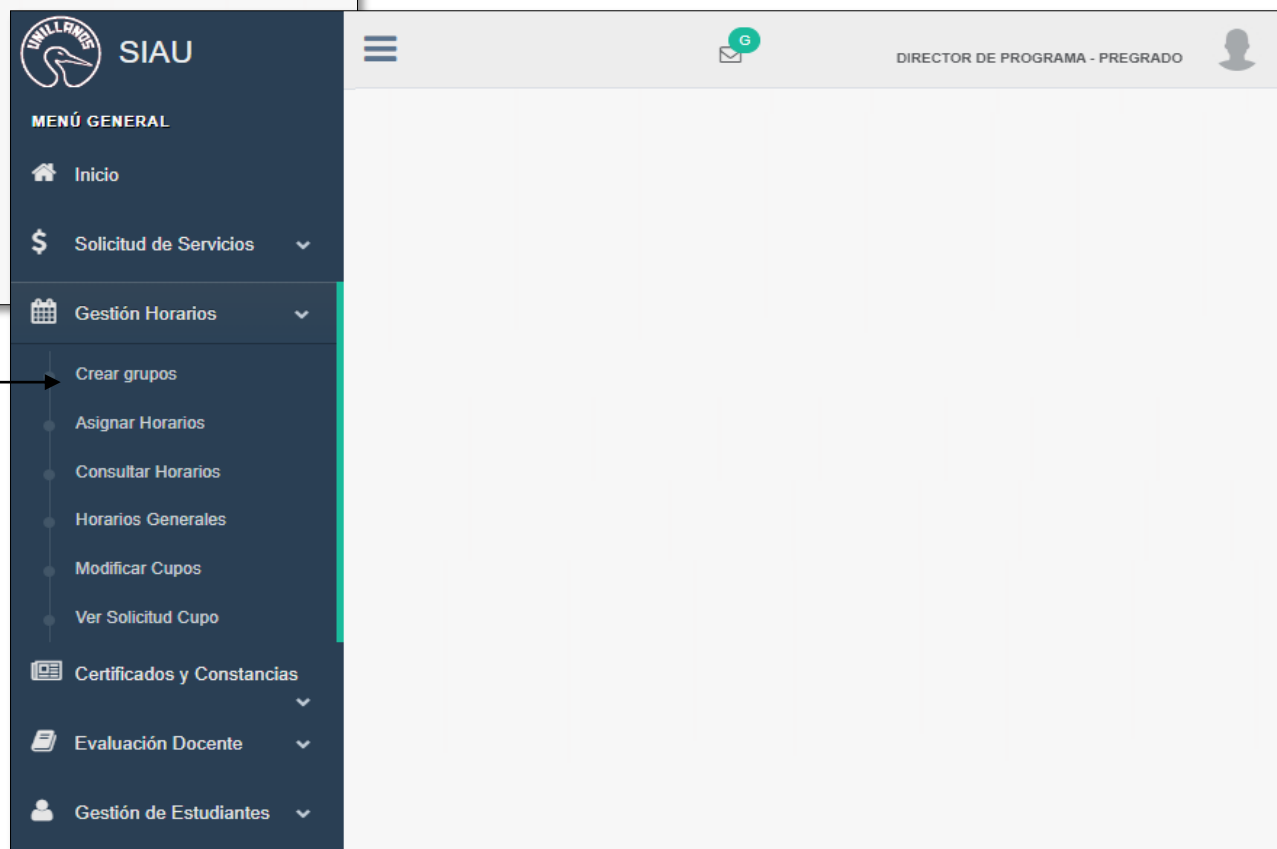 UNILLANOS
SIAU
G
DIRECTOR DE PROGRAMA - PREGRADO
MENÚ GENERAL
Inicio
Solicitud de Servicios
Gestión Horarios
Crear grupos
Asignar Horarios
Consultar Horarios
Horarios Generales
Modificar Cupos
Ver Solicitud Cupo
Certificados y Constancias
Evaluación Docente
Gestión de Estudiantes